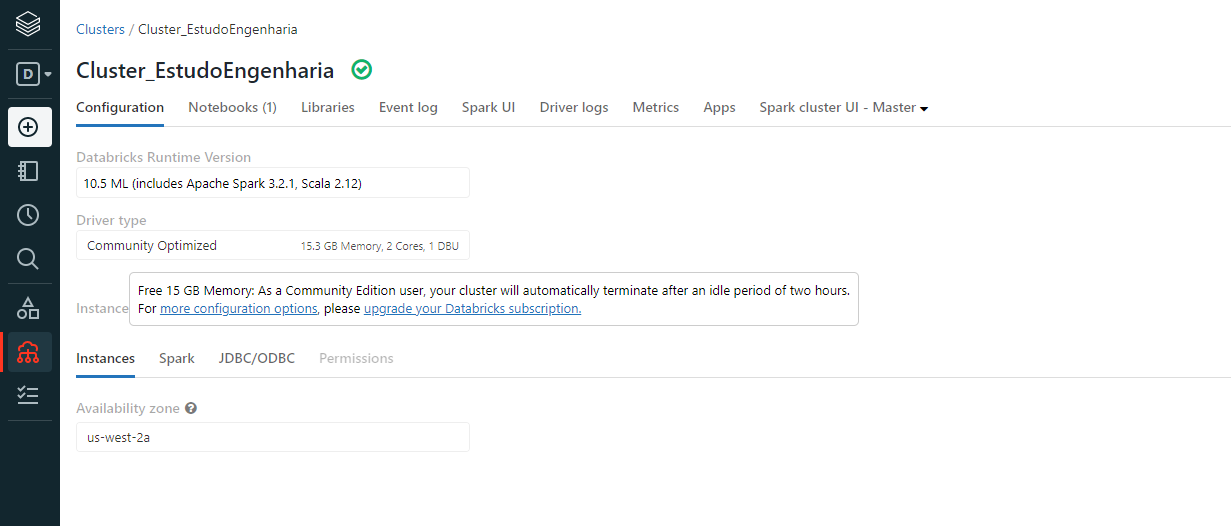 Clusters / Cluster_EstudoEngenharia
D
Cluster_EstudoEngenharia
Configuration Notebooks (1) Libraries Event log Spark UI Driver logs Metrics Apps Spark cluster UI - Master
Databricks Runtime Version
10.5 ML (includes Apache Spark 3.2.1, Scala 2.12)
Driver type
Community Optimized 15.3 GB Memory, 2 Cores, 1 DBU
Instance
Free 15 GB Memory: As a Community Edition user, your cluster will automatically terminate after an idle period of two hours.
For more configuration options, please upgrade your Databricks subscription.
Instances Spark JDBC/ODBC Permissions
Availability zone ?
us-west-2a